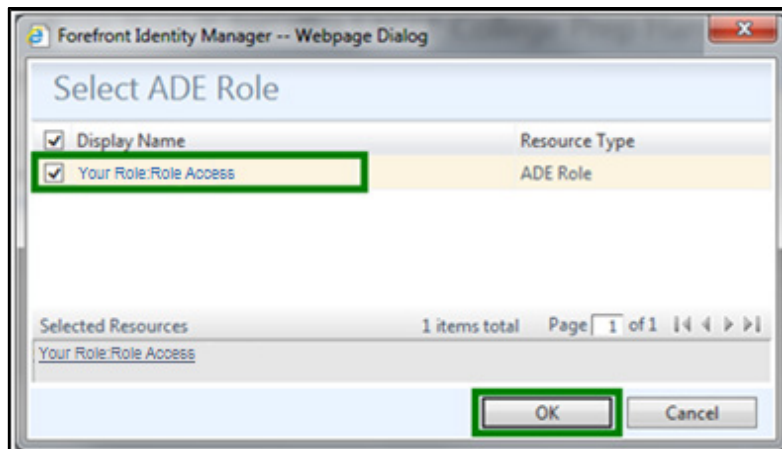 Forefront Identity Manager -- Webpage Dialog
Select ADE Role
Display Name Resource Type
Your Role:Role Access ADE Role
Selected Resources 1 items total Page 1 of 1
Your Role:Role Access
OK Cancel